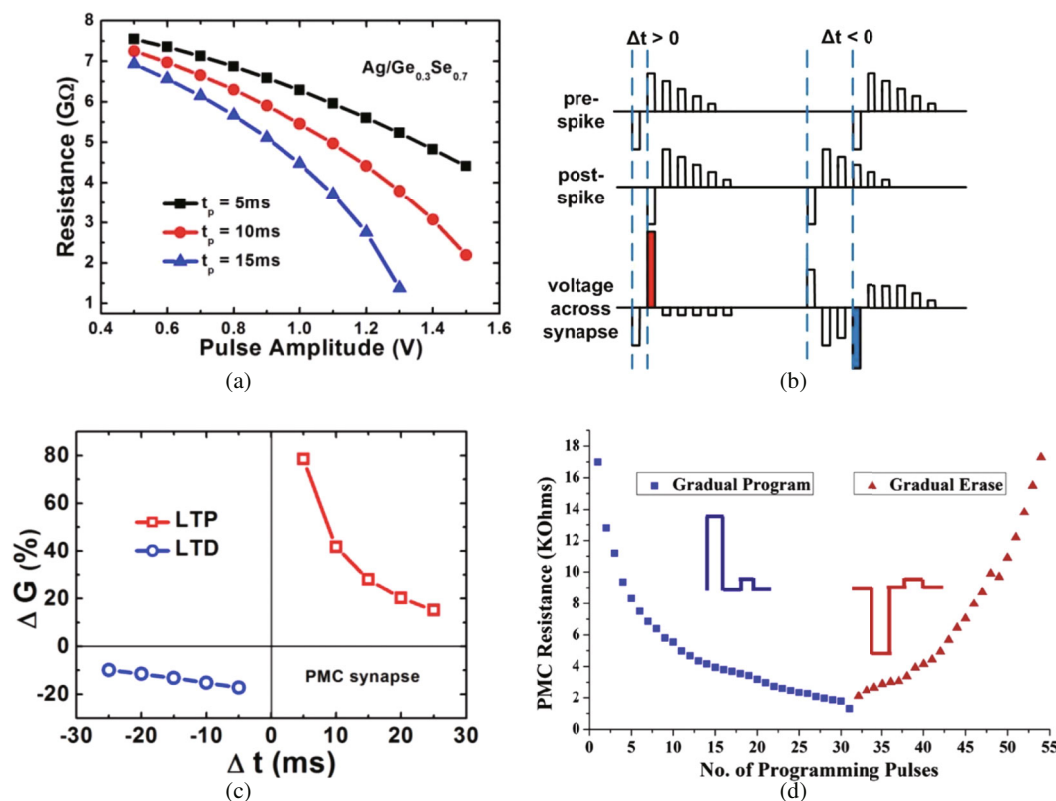 8
7
6
5
4
3
2
1
Resistance (GΩ)
Ag/Ge0.3Se0.7
tp = 5ms
tp = 10ms
tp = 15ms
0.4 0.6 0.8 1.0 1.2 1.4 1.6
Pulse Amplitude (V)
(a)
Δt > 0 Δt < 0
pre-
spike
post-
spike
voltage
across
synapse
(b)
80
60
40
20
0
-20
Δ G (%)
LTP
LTD
PMC synapse
-30 -20 -10 0 10 20 30
Δ t (ms)
(c)
18
16
14
12
10
8
6
4
2
0
PMC Resistance (KOhms)
Gradual Program Gradual Erase
0 5 10 15 20 25 30 35 40 45 50 55
No. of Programming Pulses
(d)